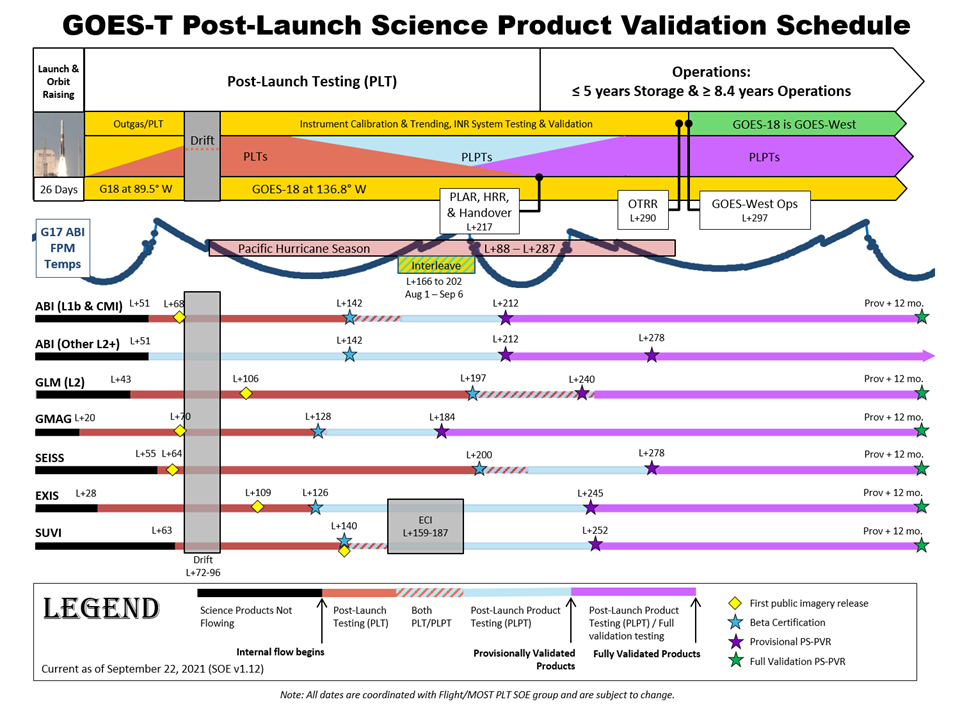 GOES-T Post-Launch Science Product Validation Schedule
Launch &
Orbit
Raising
Post-Launch Testing (PLT)
Operations:
≤ 5 years Storage & ≥ 8.4 years Operations
Outgas/PLT
Drift
Instrument Calibration & Trending, INR System Testing & Validation
GOES-18 is GOES-West
PLTs
PLPTs
PLPTs
26 Days
G18 at 89.5° W
GOES-18 at 136.8° W
PLAR, HRR,
& Handover
L+217
OTRR
L+290
GOES-West Ops
L+297
G17 ABI
FPM
Temps
Pacific Hurricane Season
L+88 – L+287
Interleave
L+166 to 202
Aug 1 – Sep 6
ABI (L1b & CMI) L+51 L+68 L+142 L+212 Prov + 12 mo.
ABI (Other L2+) L+51 L+142 L+212 L+278
GLM (L2) L+43 L+106 L+197 L+240 Prov + 12 mo.
GMAG L+20 L+70 L+128 L+184 Prov + 12 mo.
SEISS L+55 L+64 L+200 L+278 Prov + 12 mo.
EXIS L+28 L+109 L+126 L+245 Prov + 12 mo.
ECI
L+159-187
SUVI L+63 L+140 L+252 Prov + 12 mo.
Drift
L+72-96
LEGEND
Science Products Not
Flowing
Post-Launch
Testing (PLT)
Both
PLT/PLPT
Post-Launch Product
Testing (PLPT)
Post-Launch Product
Testing (PLPT) / Full
validation testing
Internal flow begins
Provisionally Validated
Products
Fully Validated Products
First public imagery release
Beta Certification
Provisional PS-PVR
Full Validation PS-PVR
Current as of September 22, 2021 (SOE v1.12)
Note: All dates are coordinated with Flight/MOST PLT SOE group and are subject to change.